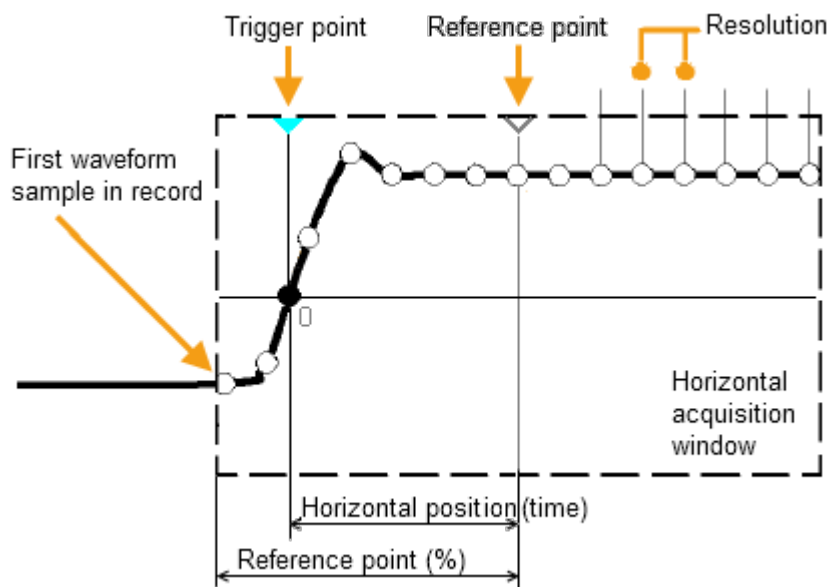 Trigger point
Reference point
Resolution
First waveform
sample in record
0
Horizontal
acquisition
window
Horizontal position (time)
Reference point (%)